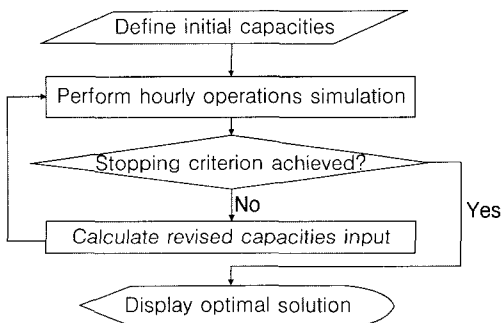 Define initial capacities
Perform hourly operations simulation
Stopping criterion achieved?
No
Yes
Calculate revised capacities input
Display optimal solution